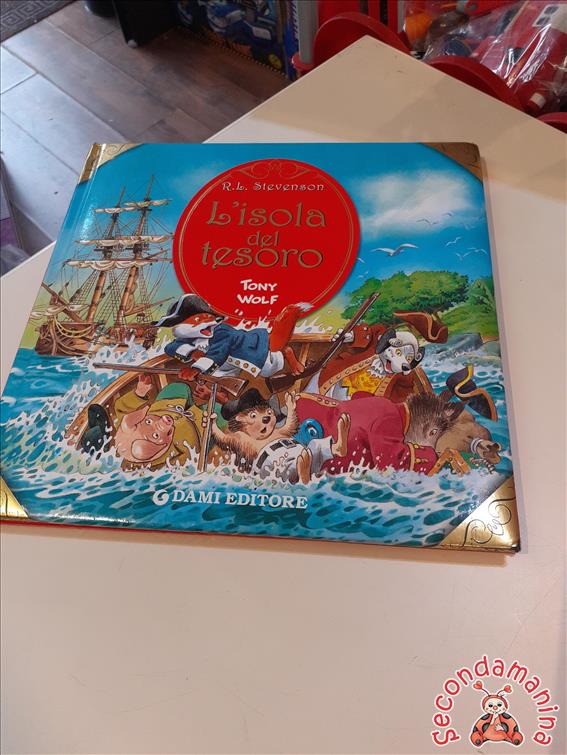 R.L. Stevenson
L'isola
del
tesoro
TONY
WOLF
DAMI EDITORE
Secondamanina